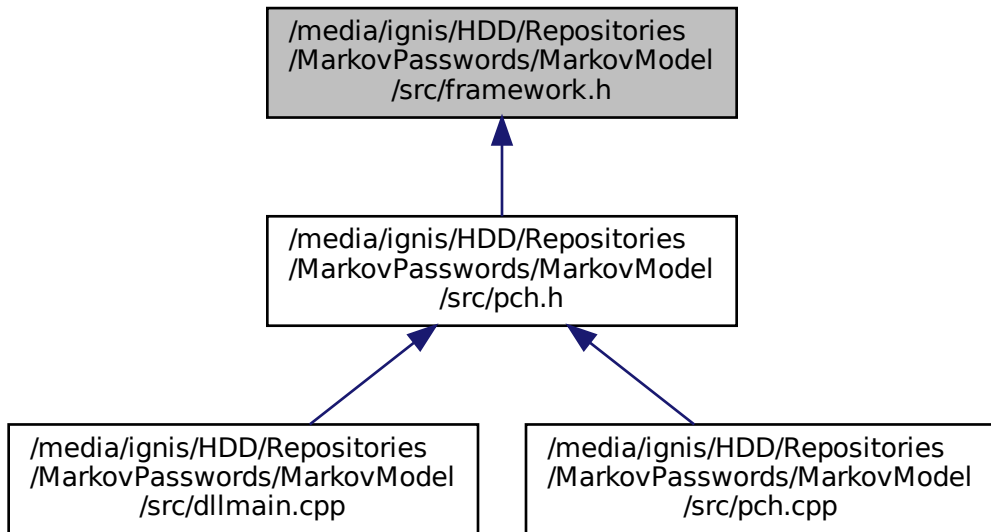 /media/ignis/HDD/Repositories
/MarkovPasswords/MarkovModel
/src/framework.h
/media/ignis/HDD/Repositories
/MarkovPasswords/MarkovModel
/src/pch.h
/media/ignis/HDD/Repositories
/MarkovPasswords/MarkovModel
/src/dllmain.cpp
/media/ignis/HDD/Repositories
/MarkovPasswords/MarkovModel
/src/pch.cpp